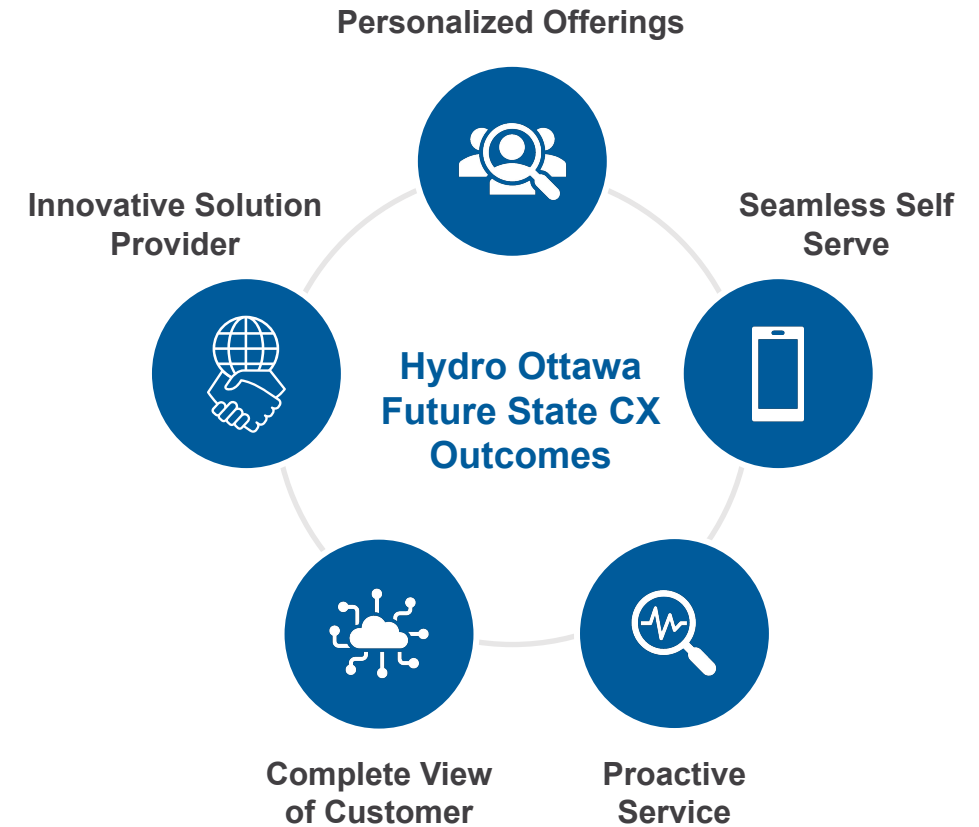 Personalized Offerings
Innovative Solution
Provider
Seamless Self
Serve
Hydro Ottawa
Future State CX
Outcomes
Complete View
of Customer
Proactive
Service